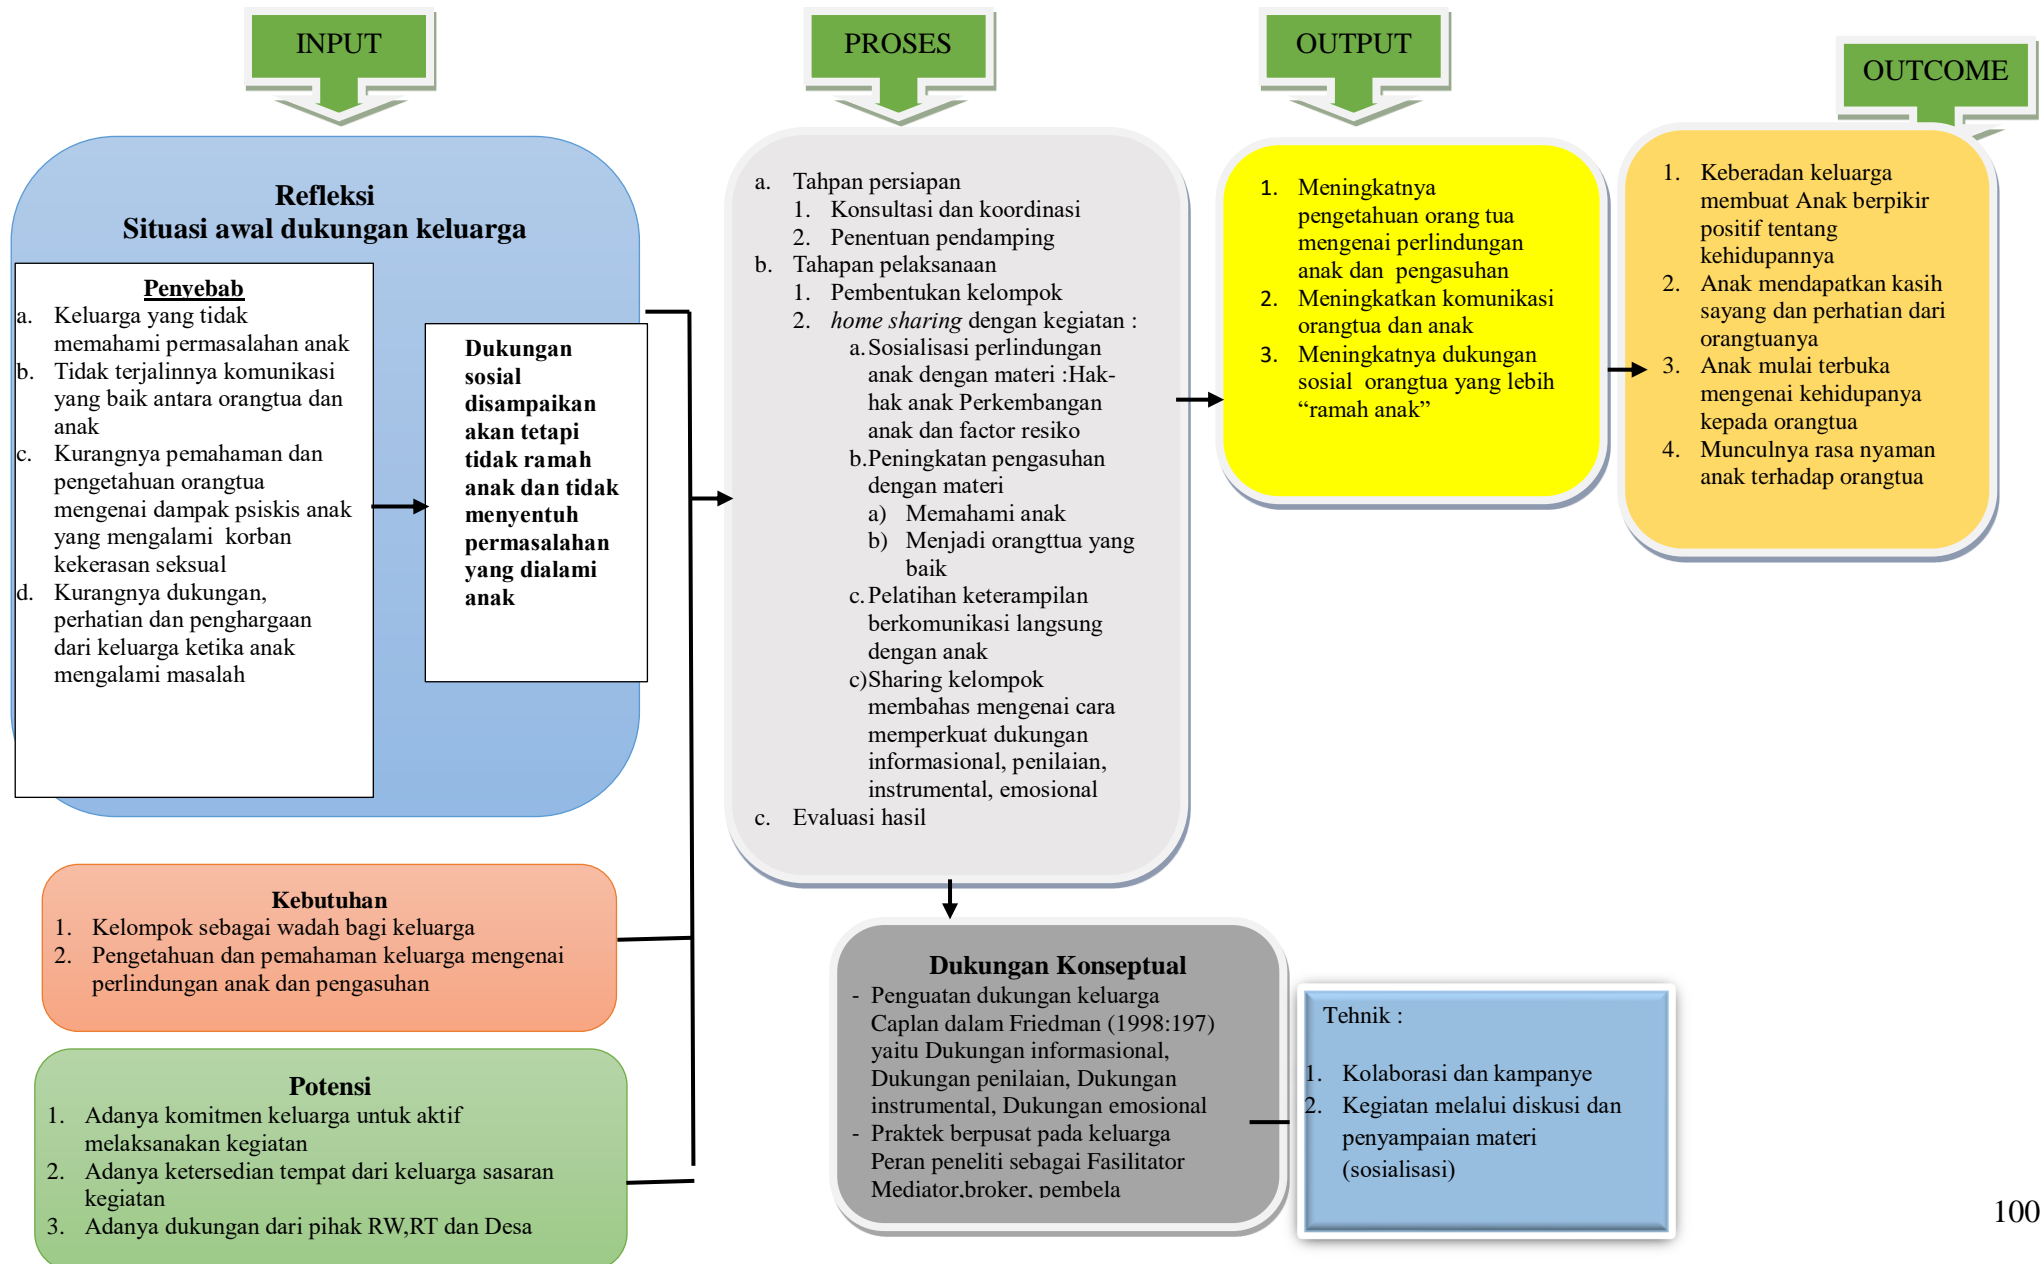 INPUT
PROSES
OUTPUT
OUTCOME
Refleksi
Situasi awal dukungan keluarga
Penyebab
a. Keluarga yang tidak
memahami permasalahan anak
b. Tidak terjalinnya komunikasi
yang baik antara orangtua dan
anak
c. Kurangnya pemahaman dan
pengetahuan orangtua
mengenai dampak psiskis anak
yang mengalami korban
kekerasan seksual
d. Kurangnya dukungan,
perhatian dan penghargaan
dari keluarga ketika anak
mengalami masalah
Dukungan
sosial
disampaikan
akan tetapi
tidak ramah
anak dan tidak
menyentuh
permasalahan
yang dialami
anak
Kebutuhan
1. Kelompok sebagai wadah bagi keluarga
2. Pengetahuan dan pemahaman keluarga mengenai
perlindungan anak dan pengasuhan
Potensi
1. Adanya komitmen keluarga untuk aktif
melaksanakan kegiatan
2. Adanya ketersedian tempat dari keluarga sasaran
kegiatan
3. Adanya dukungan dari pihak RW,RT dan Desa
a. Tahpan persiapan
1. Konsultasi dan koordinasi
2. Penentuan pendamping
b. Tahapan pelaksanaan
1. Pembentukan kelompok
2. home sharing dengan kegiatan :
a. Sosialisasi perlindungan
anak dengan materi :Hak-
hak anak Perkembangan
anak dan factor resiko
b. Peningkatan pengasuhan
dengan materi
a) Memahami anak
b) Menjadi orangttua yang
baik
c. Pelatihan keterampilan
berkomunikasi langsung
dengan anak
c) Sharing kelompok
membahas mengenai cara
memperkuat dukungan
informasional, penilaian,
instrumental, emosional
c. Evaluasi hasil
Dukungan Konseptual
- Penguatan dukungan keluarga
Caplan dalam Friedman (1998:197)
yaitu Dukungan informasional,
Dukungan penilaian, Dukungan
instrumental, Dukungan emosional
- Praktek berpusat pada keluarga
Peran peneliti sebagai Fasilitator
Mediator,broker, pembela
Tehnik :
1. Kolaborasi dan kampanye
2. Kegiatan melalui diskusi dan
penyampaian materi
(sosialisasi)
1. Meningkatnya
pengetahuan orang tua
mengenai perlindungan
anak dan pengasuhan
2. Meningkatkan komunikasi
orangtua dan anak
3. Meningkatnya dukungan
sosial orangtua yang lebih
“ramah anak”
1. Keberadan keluarga
membuat Anak berpikir
positif tentang
kehidupannya
2. Anak mendapatkan kasih
sayang dan perhatian dari
orangtuanya
3. Anak mulai terbuka
mengenai kehidupanya
kepada orangtua
4. Munculnya rasa nyaman
anak terhadap orangtua
100